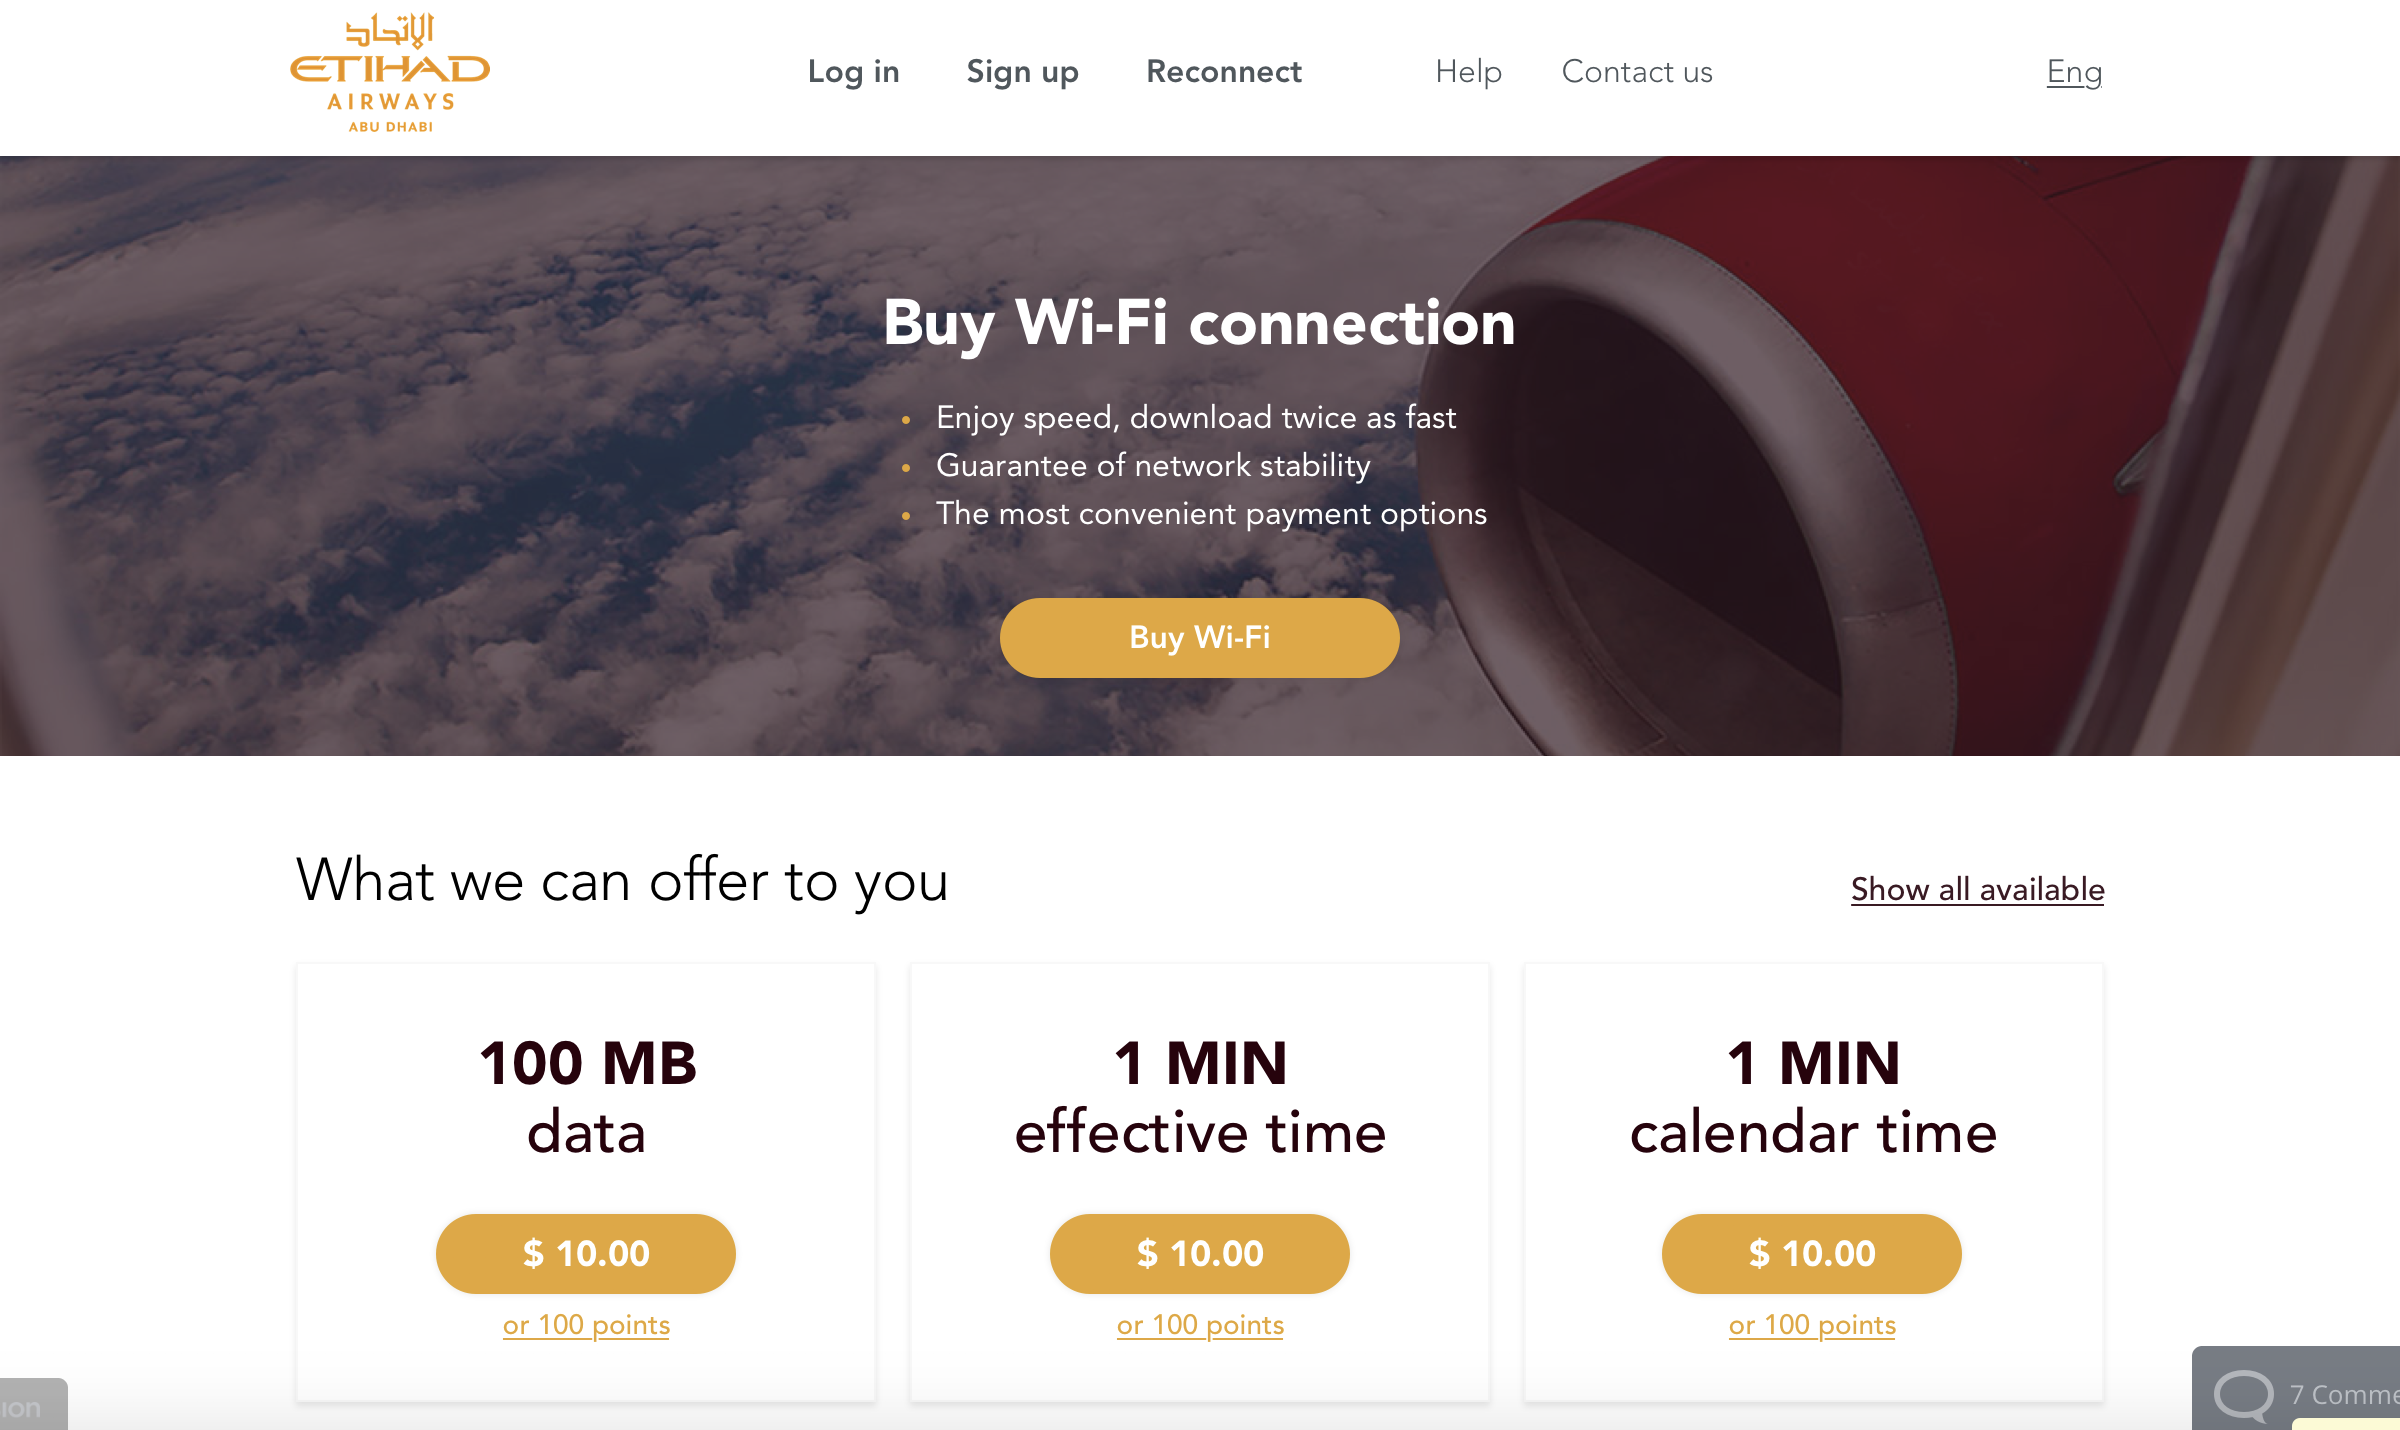 الإتحاد
ETIHAD
AIRWAYS
ABU DHABI
Log in Sign up Reconnect Help Contact us Eng
Buy Wi-Fi connection
• Enjoy speed, download twice as fast
• Guarantee of network stability
• The most convenient payment options
Buy Wi-Fi
What we can offer to you
Show all available
100 MB
data
$ 10.00
or 100 points
1 MIN
effective time
$ 10.00
or 100 points
1 MIN
calendar time
$ 10.00
or 100 points
7